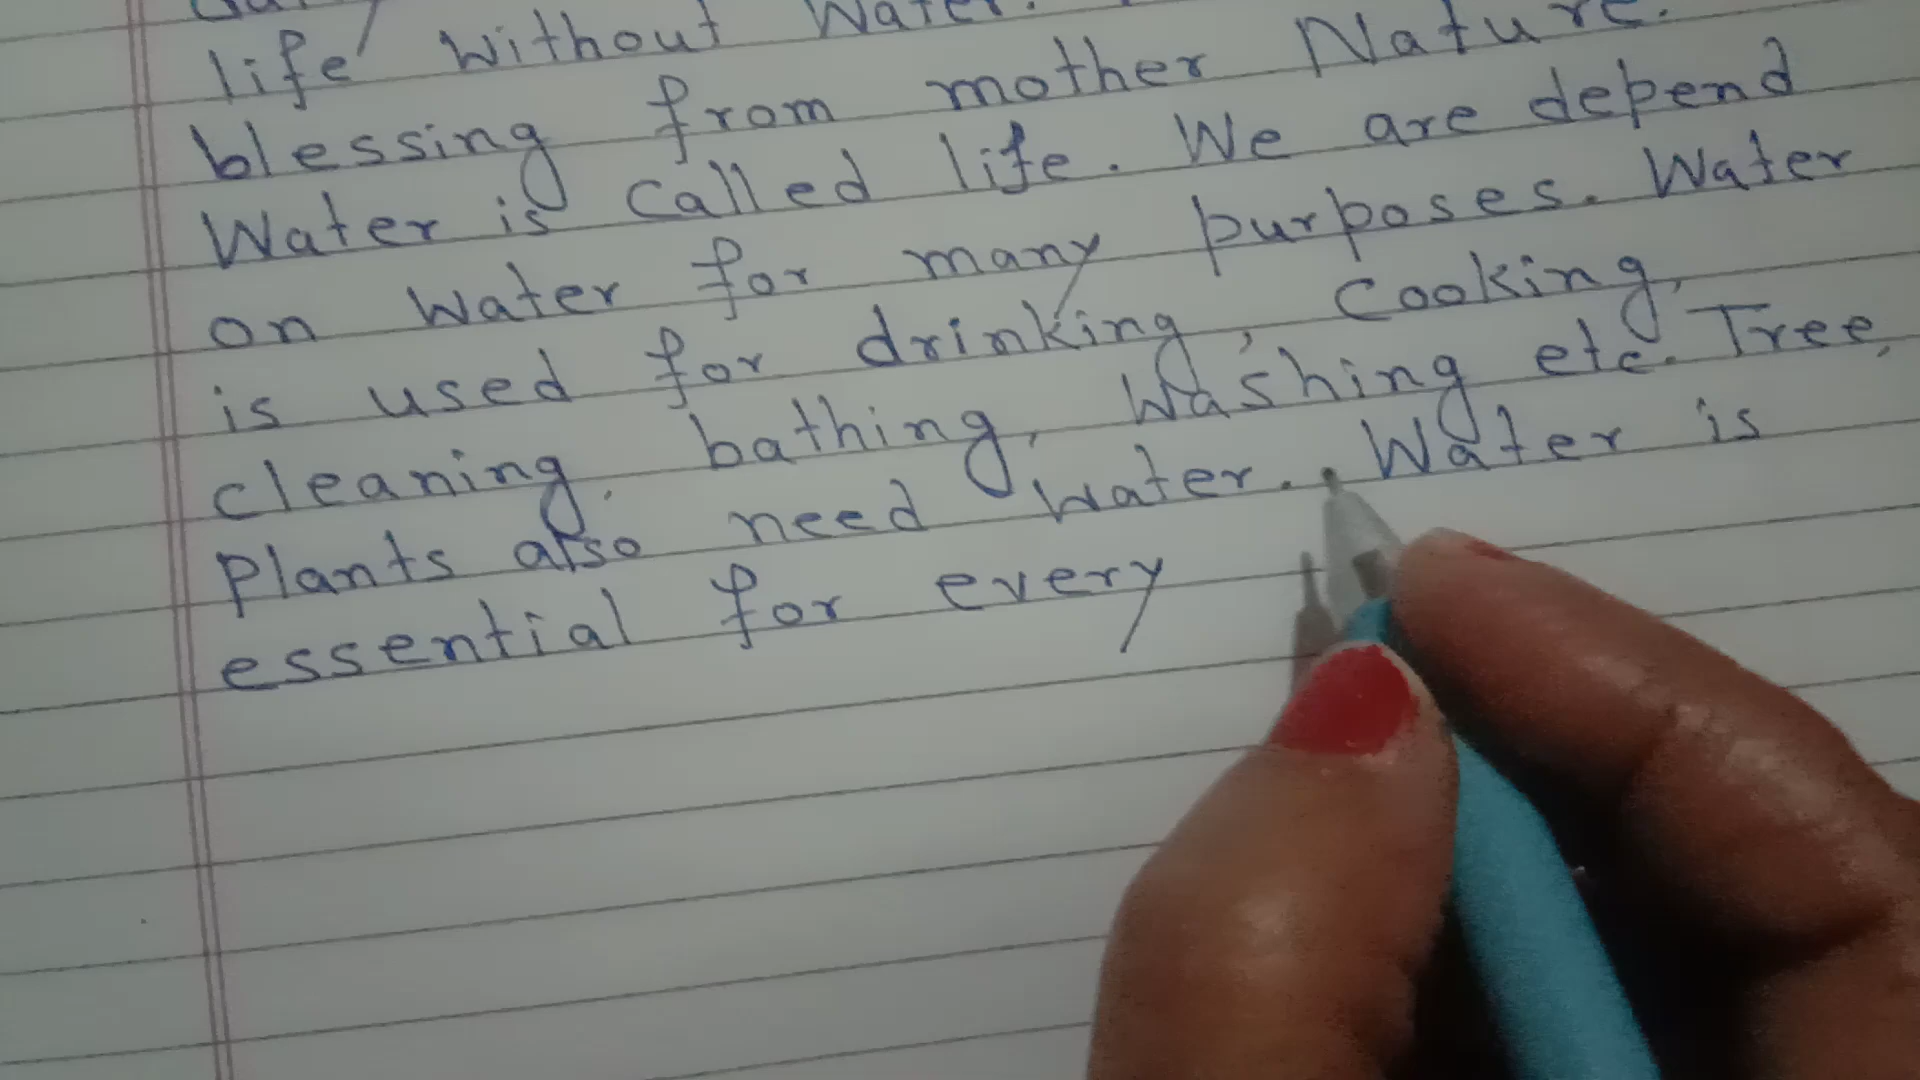 life without Water.
blessing from mother Nature.
Water is called life. We are depend
on water for many purposes. Water
is used for drinking, cooking,
cleaning, bathing, washing etc. Tree,
Plants also need water. Water is
essential for every